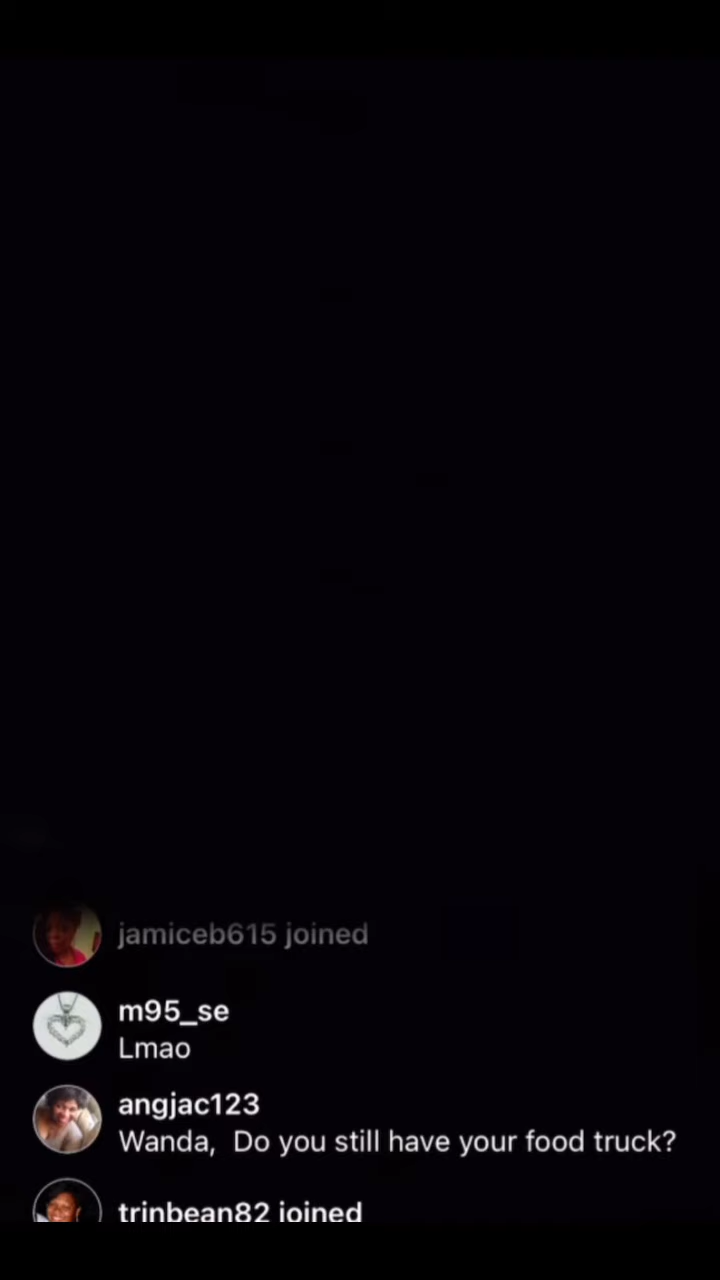 jamiceb615 joined
m95_se
Lmao
angjac123
Wanda,  Do you still have your food truck?
trinbean82 joined